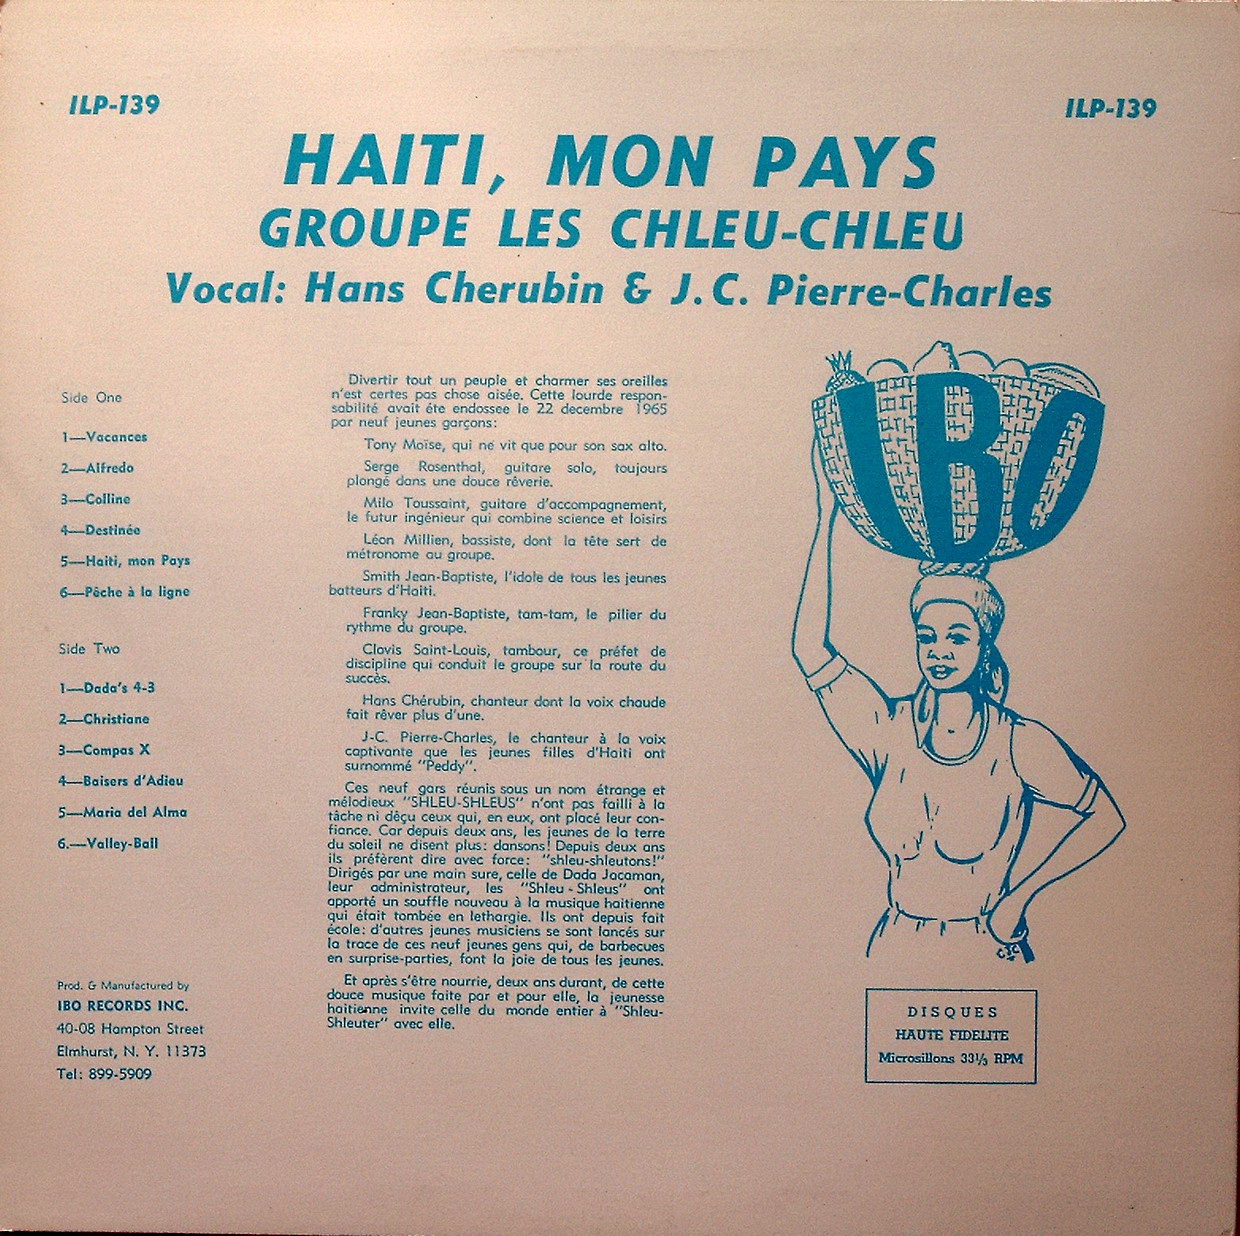 ILP-139
ILP-139
HAITI, MON PAYS
GROUPE LES CHLEU-CHLEU
Vocal: Hans Cherubin & J.C. Pierre-Charles
Side One
1—Vacances
2—Alfredo
3—Colline
4—Destinée
5—Haiti, mon Pays
6—Pêche à la ligne
Side Two
1—Dada's 4-3
2—Christiane
3—Compas X
4—Baisers d'Adieu
5—Maria del Alma
6.—Valley-Ball
Prod. & Manufactured by
IBO RECORDS INC.
40-08 Hampton Street
Elmhurst, N. Y. 11373
Tel: 899-5909
Divertir tout un peuple et charmer ses oreilles
n'est certes pas chose aisée. Cette lourde respon-
sabilité avait éte endossee le 22 decembre 1965
par neuf jeunes garçons:
Tony Moïse, qui ne vit que pour son sax alto.
Serge Rosenthal, guitare solo, toujours
plongé dans une douce rêverie.
Milo Toussaint, guitare d'accompagnement,
le futur ingénieur qui combine science et loisirs
Léon Millien, bassiste, dont la tête sert de
métronome au groupe.
Smith Jean-Baptiste, l'idole de tous les jeunes
batteurs d'Haiti.
Franky Jean-Baptiste, tam-tam, le pilier du
rythme du groupe.
Clovis Saint-Louis, tambour, ce préfet de
discipline qui conduit le groupe sur la route du
succès.
Hans Chérubin, chanteur dont la voix chaude
fait rêver plus d'une.
J-C. Pierre-Charles, le chanteur à la voix
captivante que les jeunes filles d'Haiti ont
surnommé "Peddy".
Ces neuf gars réunis sous un nom étrange et
mélodieux "SHLEU-SHLEUS" n'ont pas failli à la
tâche ni déçu ceux qui, en eux, ont placé leur con-
fiance. Car depuis deux ans, les jeunes de la terre
du soleil ne disent plus: dansons! Depuis deux ans
ils préfèrent dire avec force: "shleu-shleutons!"
Dirigés par une main sure, celle de Dada Jacaman,
leur administrateur, les "Shleu - Shleus" ont
apporté un souffle nouveau à la musique haitienne
qui était tombée en lethargie. Ils ont depuis fait
école: d'autres jeunes musiciens se sont lancés sur
la trace de ces neuf jeunes gens qui, de barbecues
en surprise-parties, font la joie de tous les jeunes.
Et après s'être nourrie, deux ans durant, de cette
douce musique faite par et pour elle, la jeunesse
haitienne invite celle du monde entier à "Shleu-
Shleuter" avec elle.
IBO
CJC
DISQUES
HAUTE FIDELITE
Microsillons 33⅓ RPM